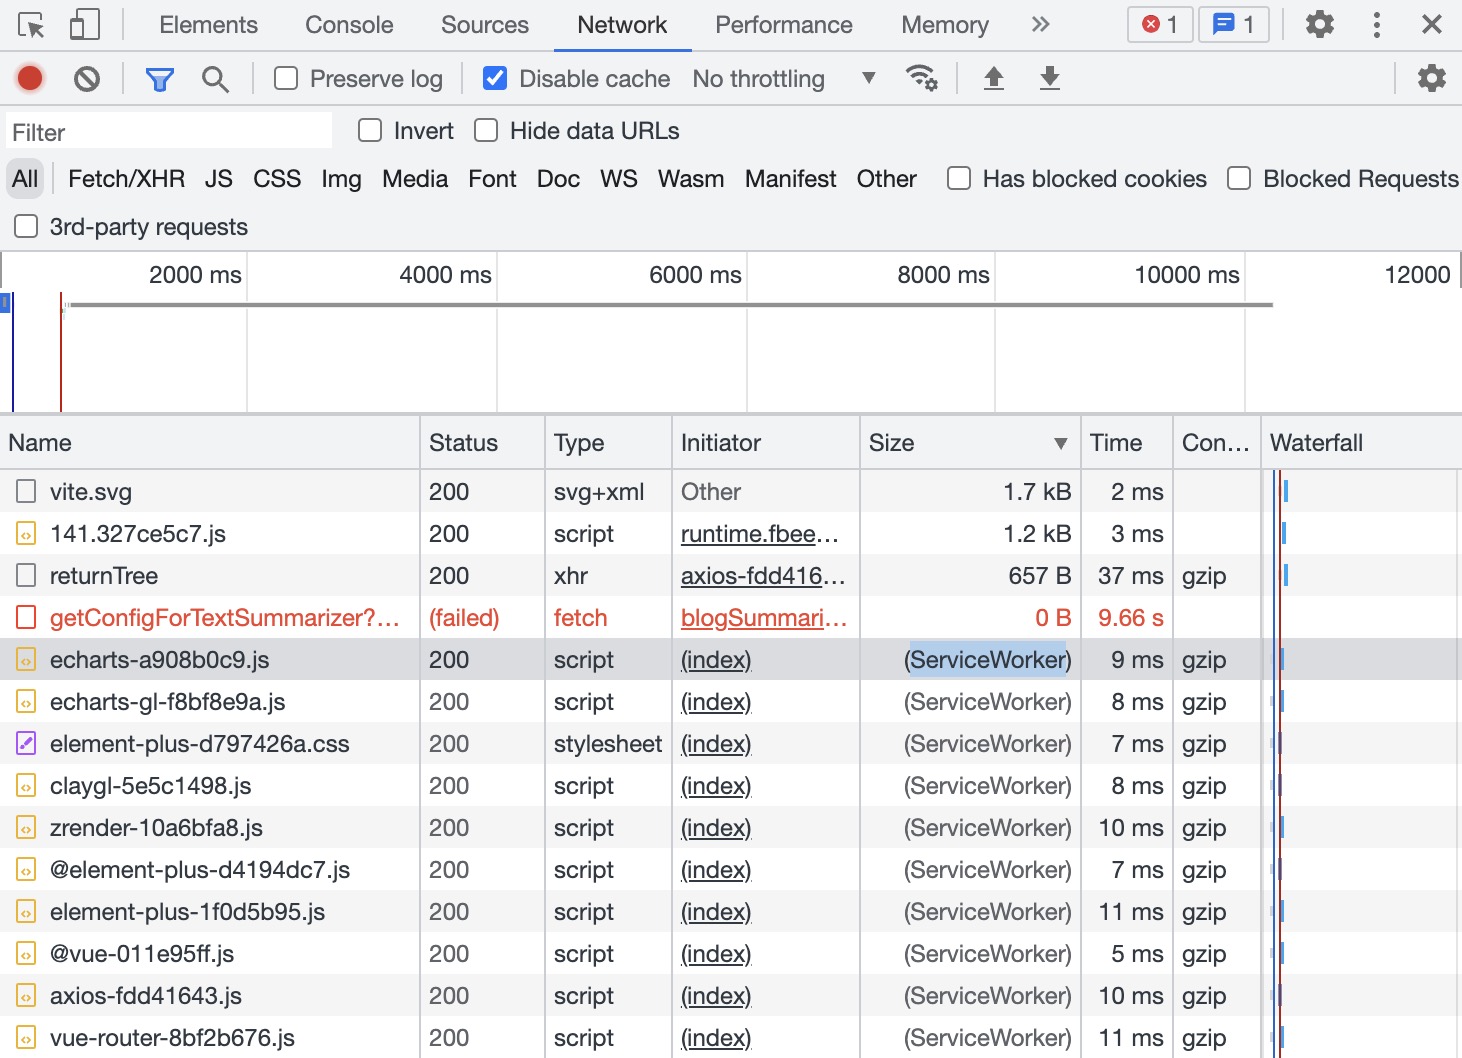 Elements Console Sources Network Performance Memory 1 1
Preserve log Disable cache No throttling
Filter Invert Hide data URLs
All Fetch/XHR JS CSS Img Media Font Doc WS Wasm Manifest Other Has blocked cookies Blocked Requests
3rd-party requests
2000 ms 4000 ms 6000 ms 8000 ms 10000 ms 12000
Name Status Type Initiator Size Time Con... Waterfall
vite.svg 200 svg+xml Other 1.7 kB 2 ms
141.327ce5c7.js 200 script runtime.fbee... 1.2 kB 3 ms
returnTree 200 xhr axios-fdd416... 657 B 37 ms gzip
getConfigForTextSummarizer?... (failed) fetch blogSummari... 0 B 9.66 s
echarts-a908b0c9.js 200 script (index) (ServiceWorker) 9 ms gzip
echarts-gl-f8bf8e9a.js 200 script (index) (ServiceWorker) 8 ms gzip
element-plus-d797426a.css 200 stylesheet (index) (ServiceWorker) 7 ms gzip
claygl-5e5c1498.js 200 script (index) (ServiceWorker) 8 ms gzip
zrender-10a6bfa8.js 200 script (index) (ServiceWorker) 10 ms gzip
@element-plus-d4194dc7.js 200 script (index) (ServiceWorker) 7 ms gzip
element-plus-1f0d5b95.js 200 script (index) (ServiceWorker) 11 ms gzip
@vue-011e95ff.js 200 script (index) (ServiceWorker) 5 ms gzip
axios-fdd41643.js 200 script (index) (ServiceWorker) 10 ms gzip
vue-router-8bf2b676.js 200 script (index) (ServiceWorker) 11 ms gzip